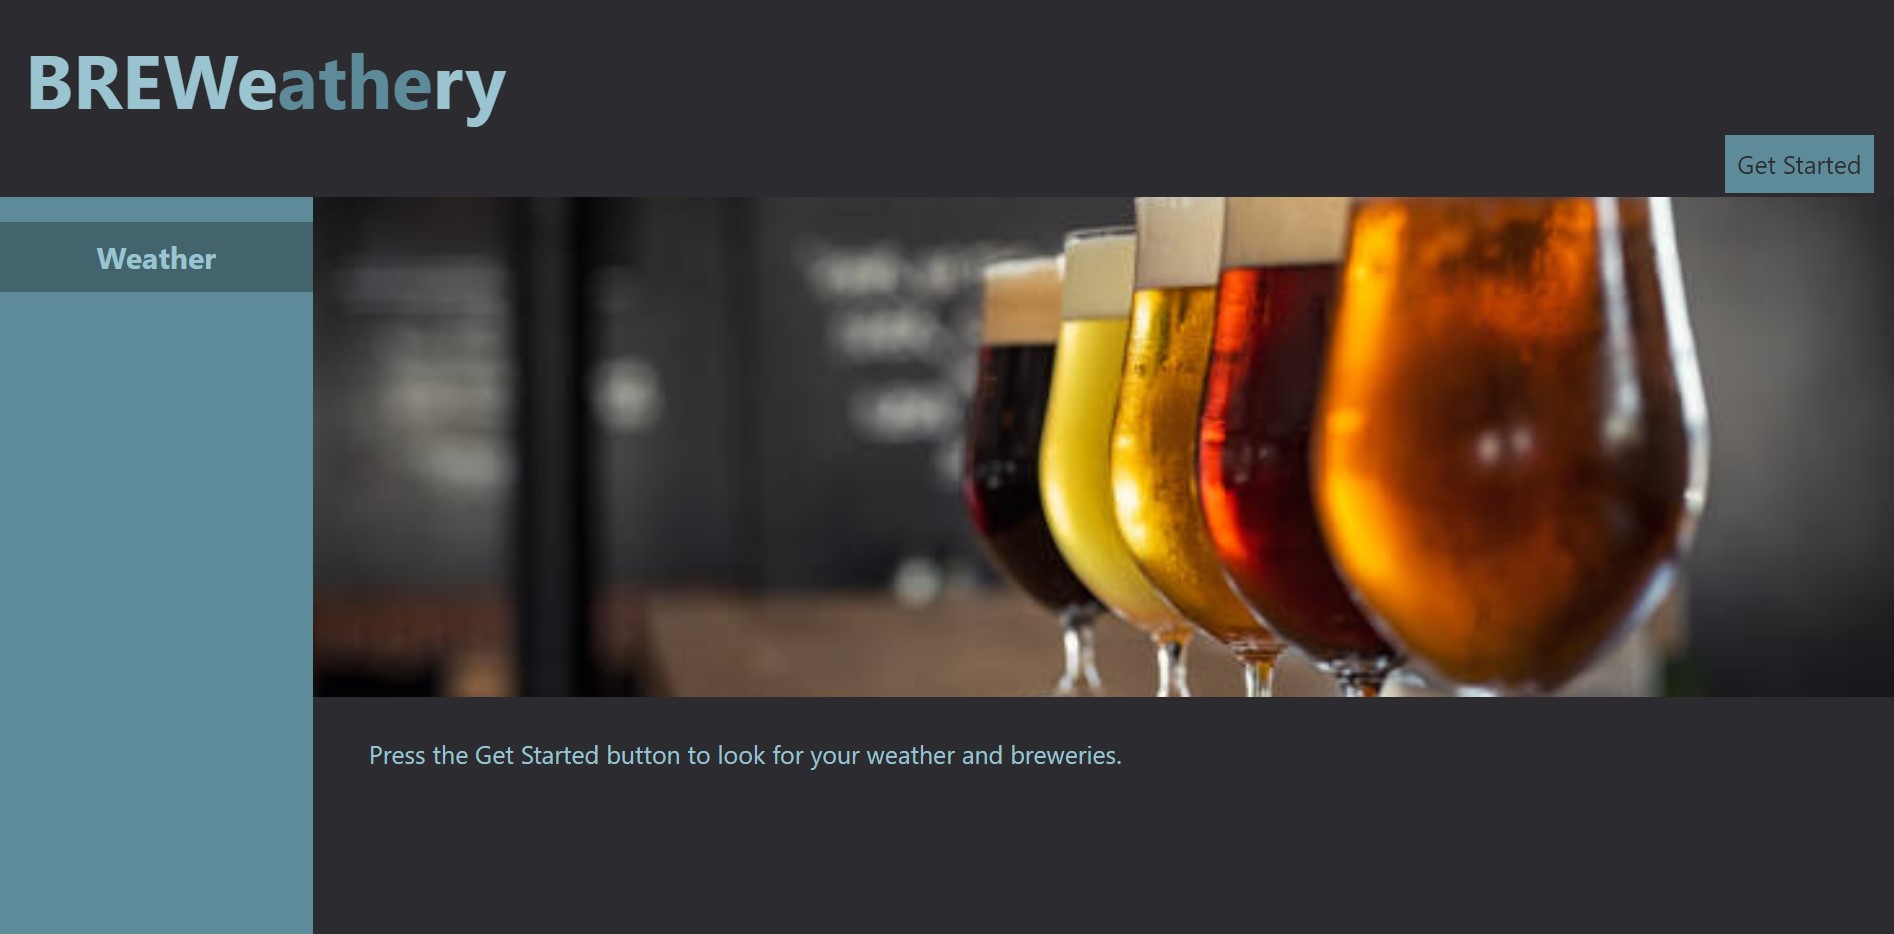 BREWeathery
Get Started
Weather
Press the Get Started button to look for your weather and breweries.